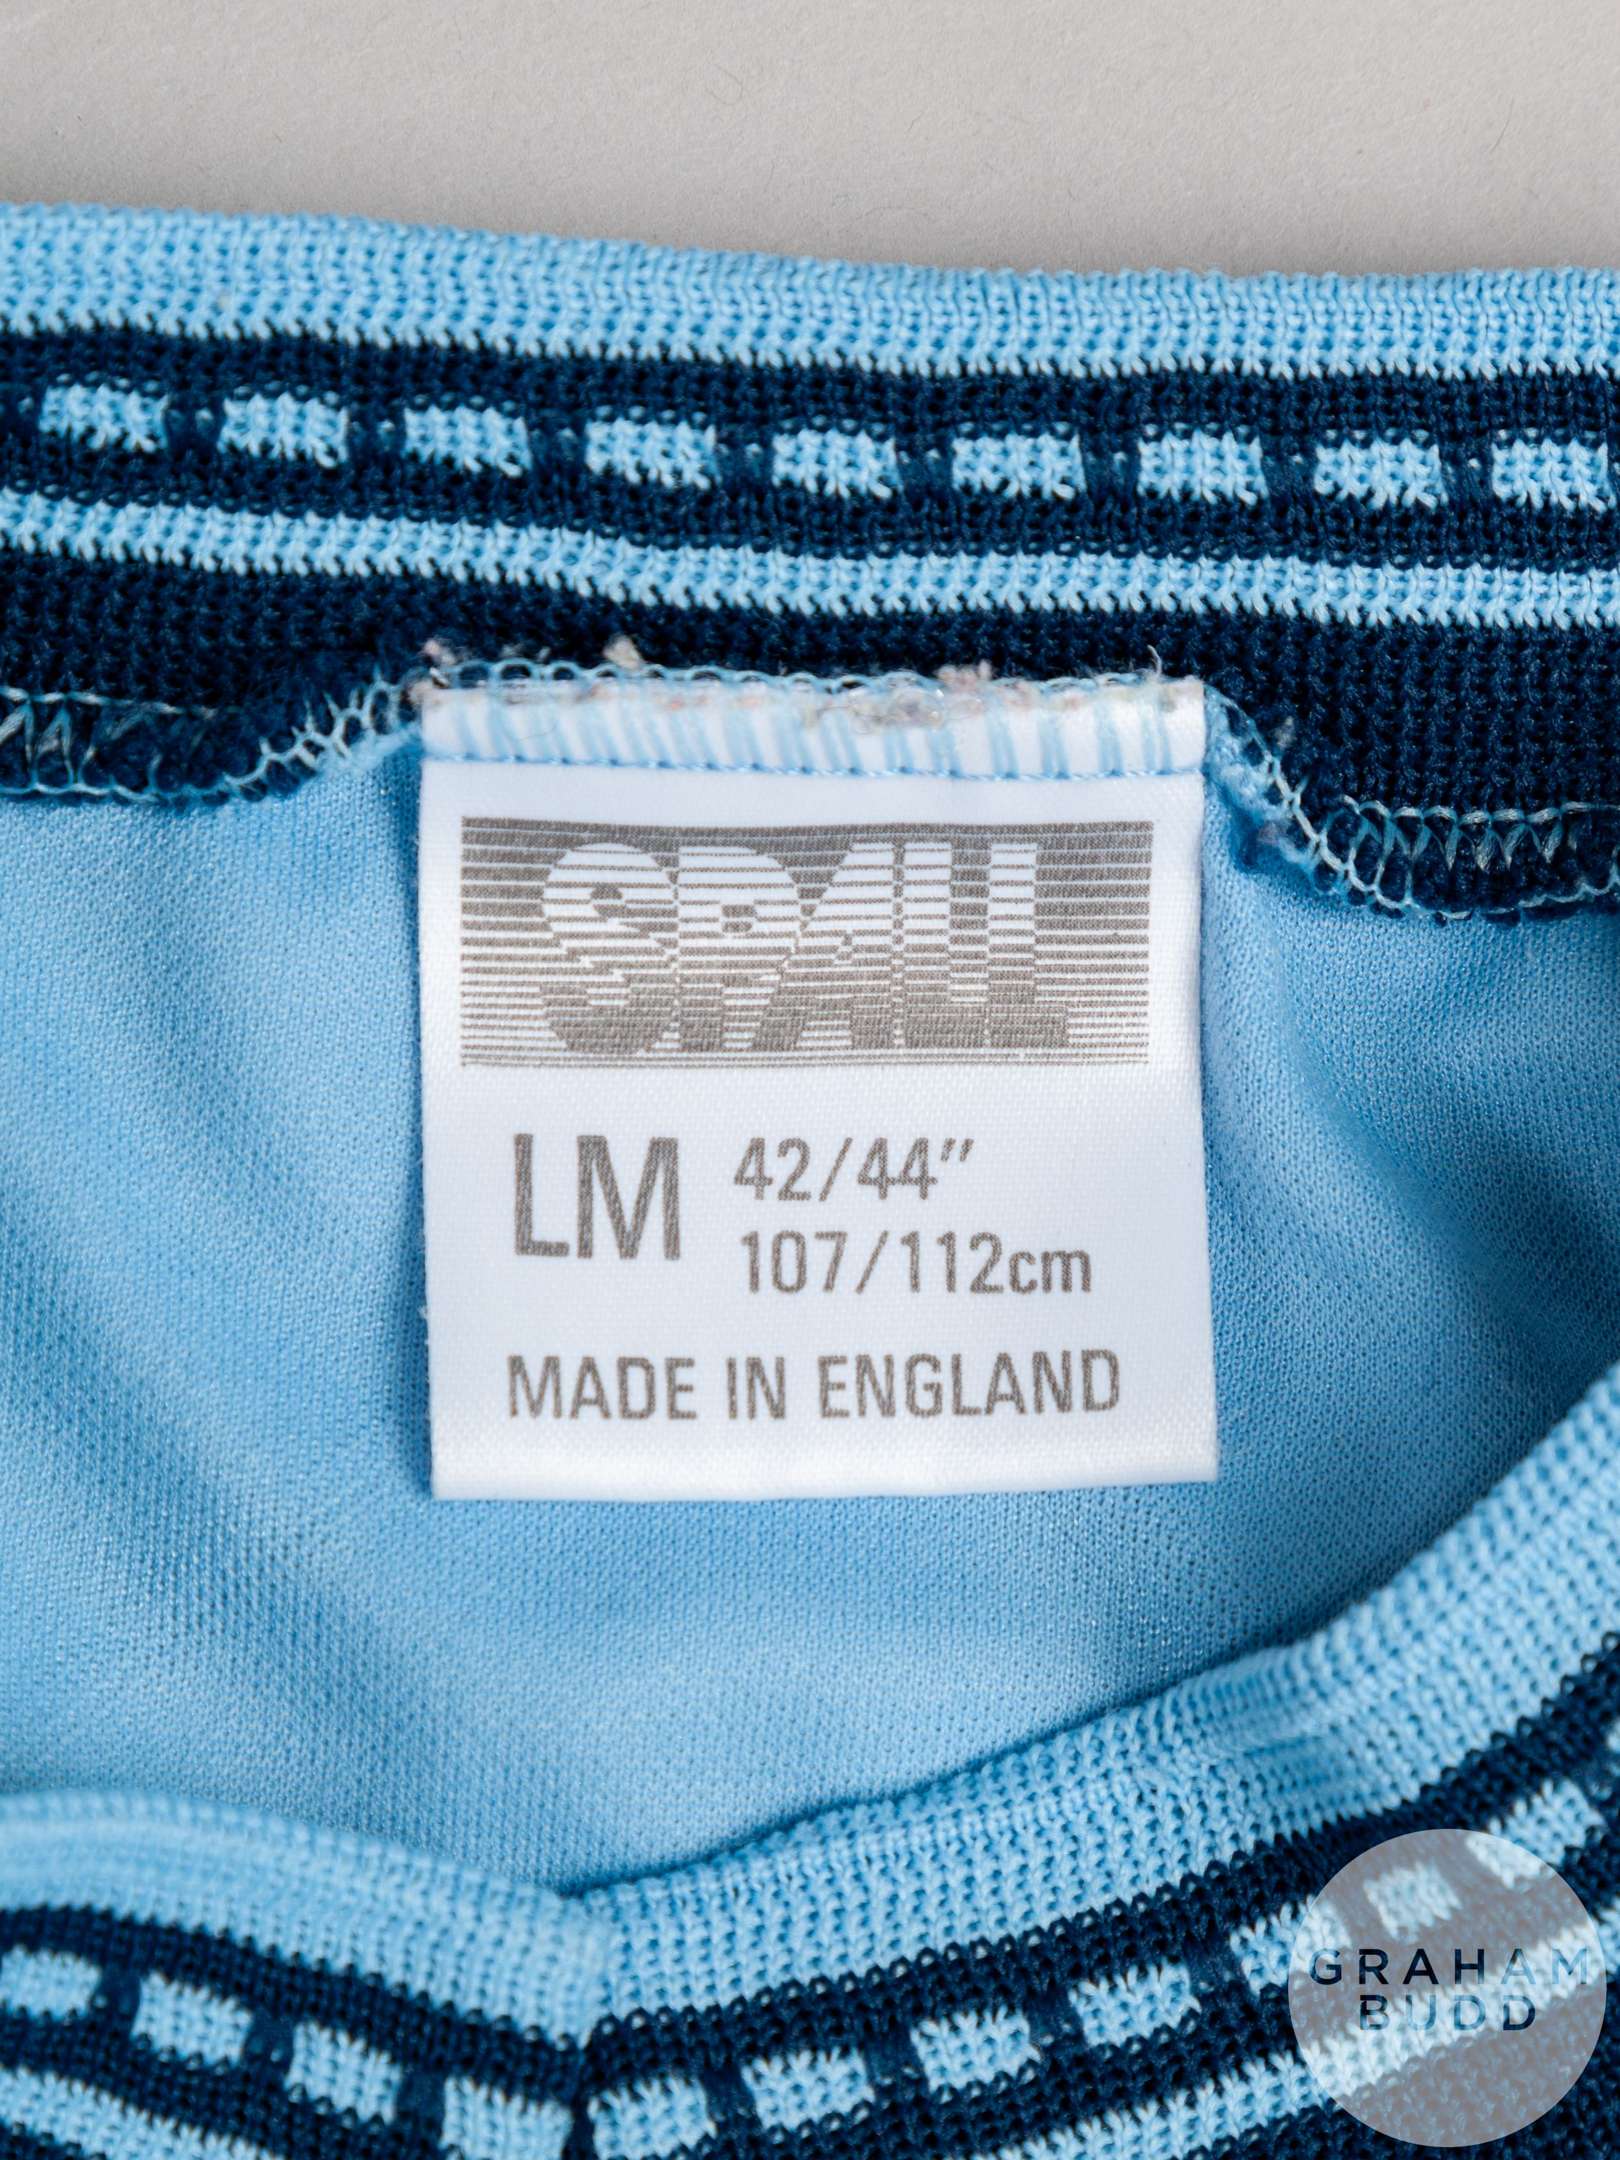 SPALL
LM 42/44"
107/112cm
MADE IN ENGLAND
GRAHAM
BUDD